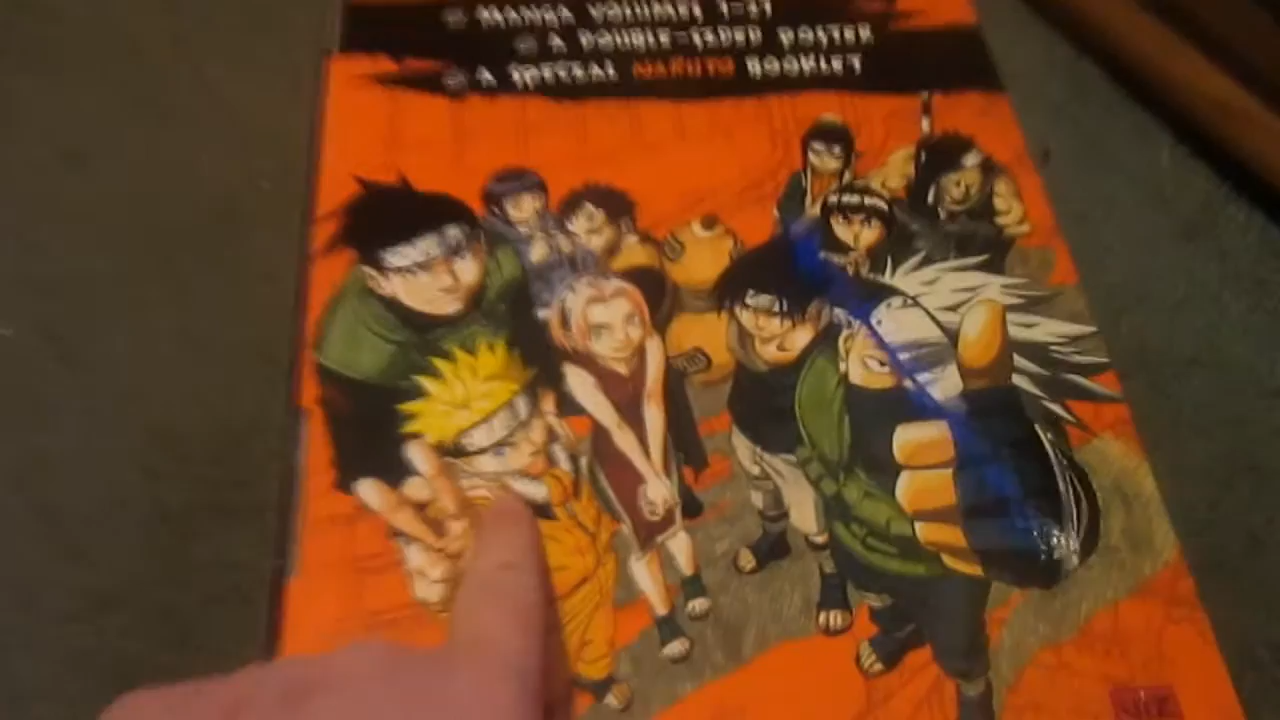 MANGA VOLUMES 1-27
A DOUBLE-SIDED POSTER
A SPECIAL NARUTO BOOKLET